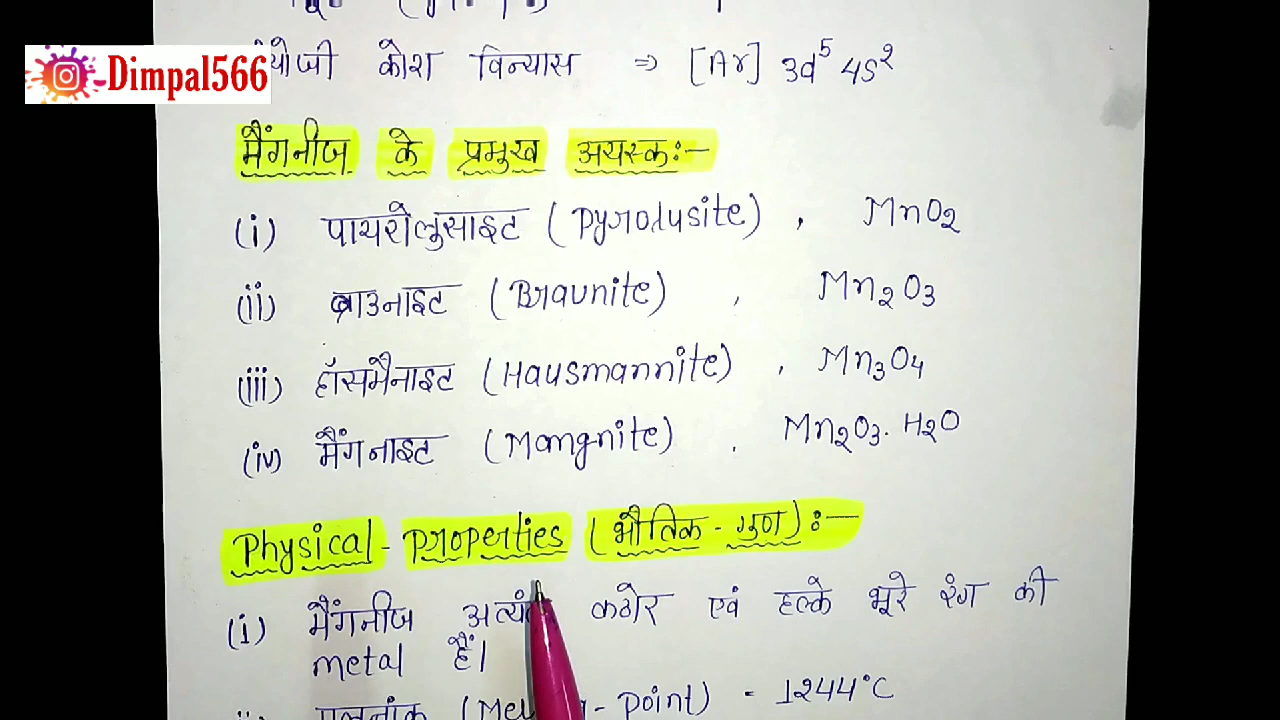 -Dimpal566
कोश विन्यास ⇒ [Ar] 3d⁵ 4s²
मैंगनीज के प्रमुख अयस्क:-
(i) पायरोलुसाइट (Pyrolusite) , MnO₂
(ii) ब्राउनाइट (Braunite) , Mn₂O₃
(iii) हॉसमैनाइट (Hausmannite) , Mn₃O₄
(iv) मैंगनाइट (Mangnite) , Mn₂O₃.H₂O
Physical-Properties (भौतिक-गुण):-
(i) मैंगनीज कठोर एवं हल्के भूरे रंग की
metal हैं।
(Mel -Point) - 1244°C